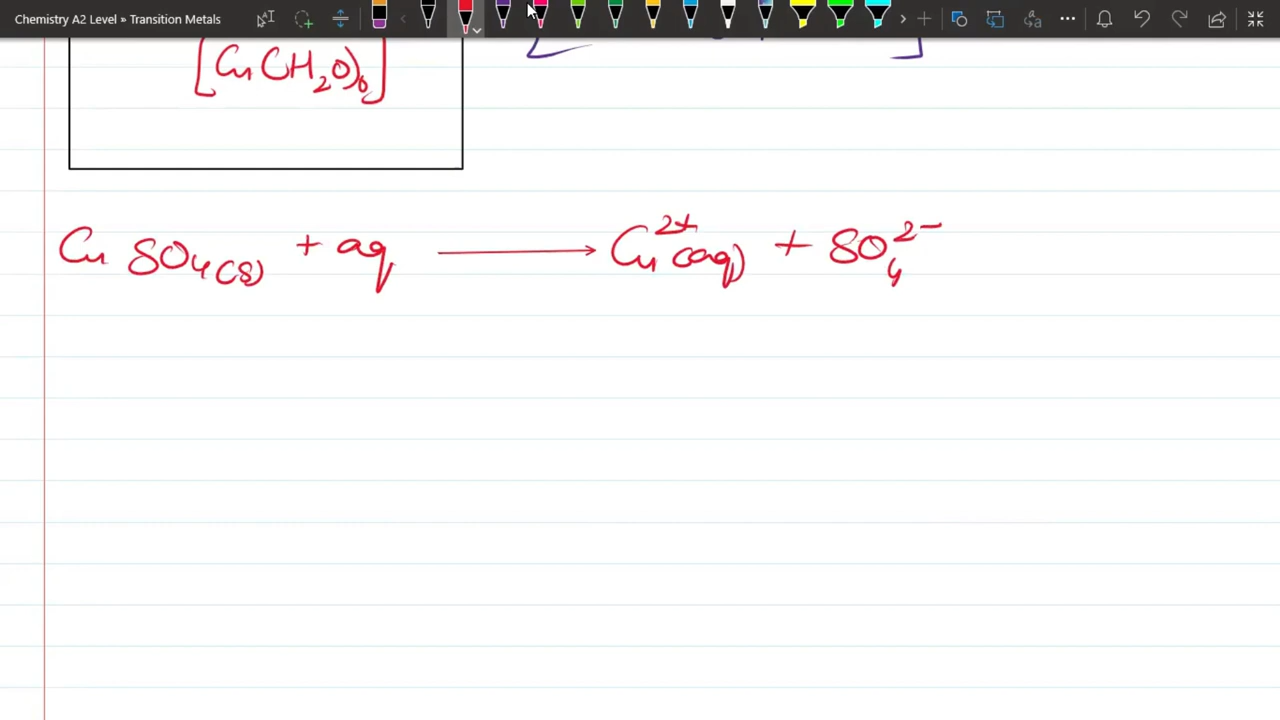 Chemistry A2 Level » Transition Metals
[Cu(H₂O)₆]
CuSO₄(s) + aq → Cu²⁺(aq) + SO₄²⁻